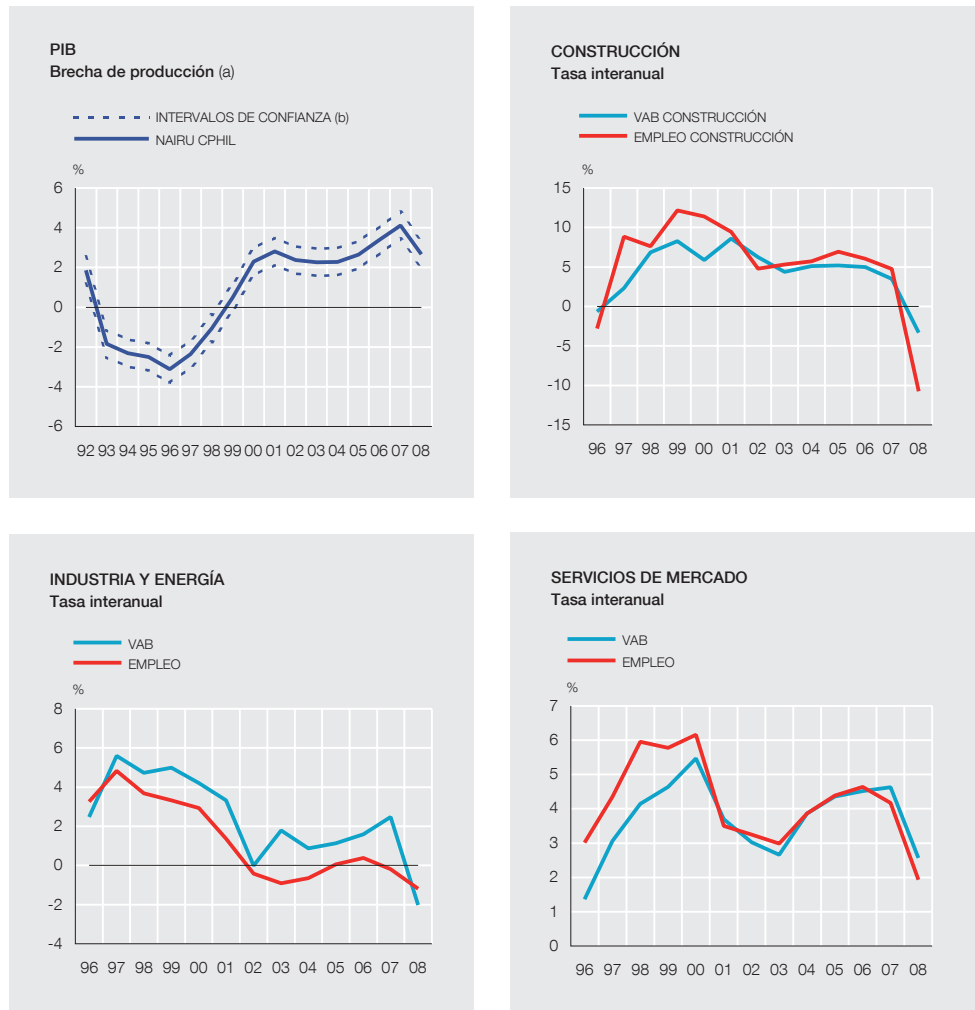 PIB
Brecha de producción (a)
INTERVALOS DE CONFIANZA (b)
NAIRU CPHIL
%
6
4
2
0
-2
-4
-6
92 93 94 95 96 97 98 99 00 01 02 03 04 05 06 07 08
CONSTRUCCIÓN
Tasa interanual
VAB CONSTRUCCIÓN
EMPLEO CONSTRUCCIÓN
%
15
10
5
0
-5
-10
-15
96 97 98 99 00 01 02 03 04 05 06 07 08
INDUSTRIA Y ENERGÍA
Tasa interanual
VAB
EMPLEO
%
8
6
4
2
0
-2
-4
96 97 98 99 00 01 02 03 04 05 06 07 08
SERVICIOS DE MERCADO
Tasa interanual
VAB
EMPLEO
%
7
6
5
4
3
2
1
0
96 97 98 99 00 01 02 03 04 05 06 07 08